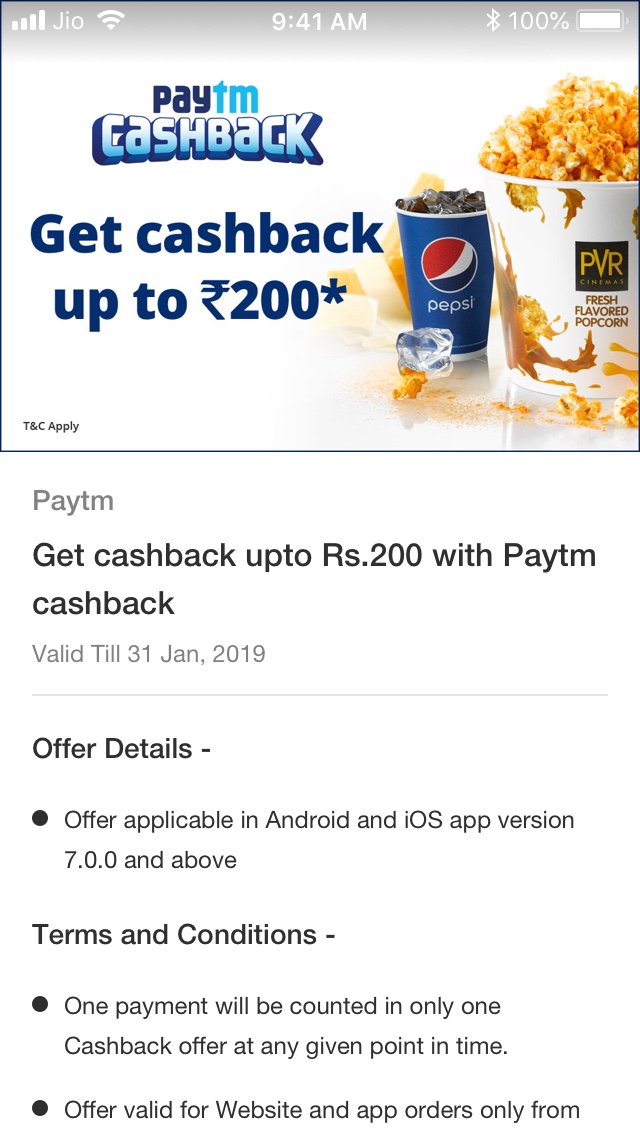 Jio 9:41 AM 100%
paytm
CASHBACK
Get cashback
up to ₹200*
pepsi
PVR
CINEMAS
FRESH
FLAVORED
POPCORN
T&C Apply
Paytm
Get cashback upto Rs.200 with Paytm
cashback
Valid Till 31 Jan, 2019
Offer Details -
● Offer applicable in Android and iOS app version
7.0.0 and above
Terms and Conditions -
● One payment will be counted in only one
Cashback offer at any given point in time.
● Offer valid for Website and app orders only from